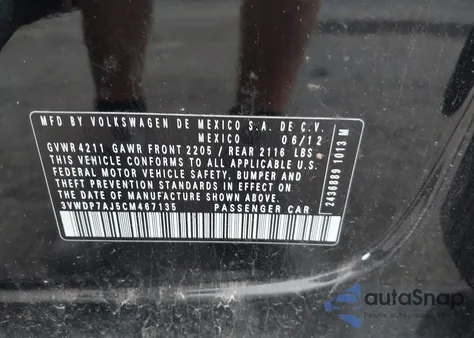 MFD. BY VOLKSWAGEN DE MEXICO S.A. DE C.V.
MEXICO 06/12
GVWR 4211 GAWR FRONT 2205 / REAR 2116 LBS
THIS VEHICLE CONFORMS TO ALL APPLICABLE U.S.
FEDERAL MOTOR VEHICLE SAFETY, BUMPER AND
THEFT PREVENTION STANDARDS IN EFFECT ON
THE DATE OF MANUFACTURE SHOWN ABOVE.
3VWDP7AJ5CM467135 PASSENGER CAR
2436889 1013 M
autoSnap